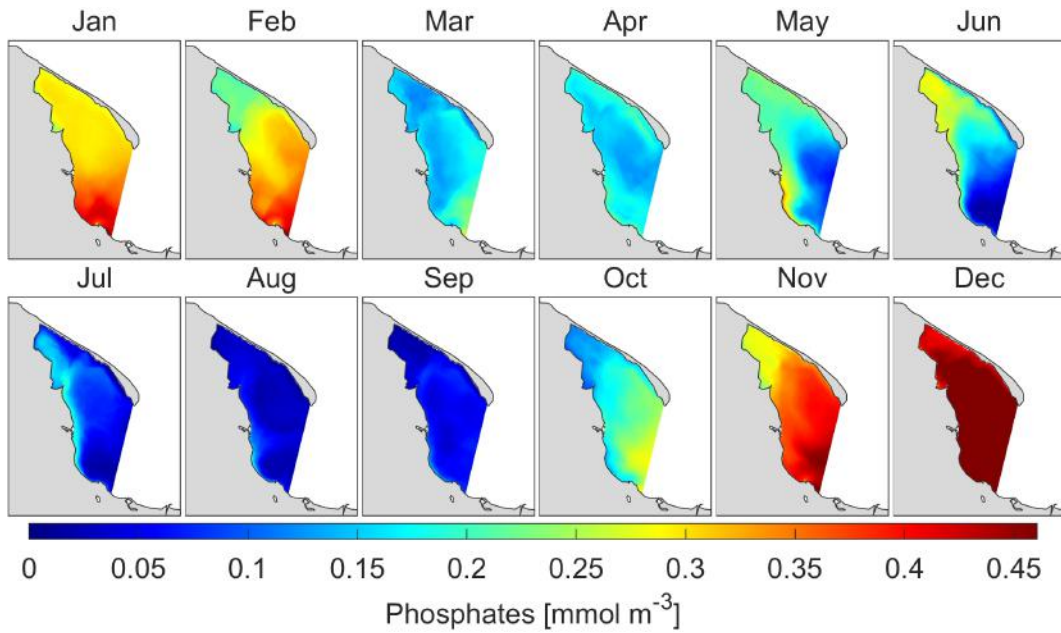 Jan Feb Mar Apr May Jun
Jul Aug Sep Oct Nov Dec
0 0.05 0.1 0.15 0.2 0.25 0.3 0.35 0.4 0.45
Phosphates [mmol m⁻³]